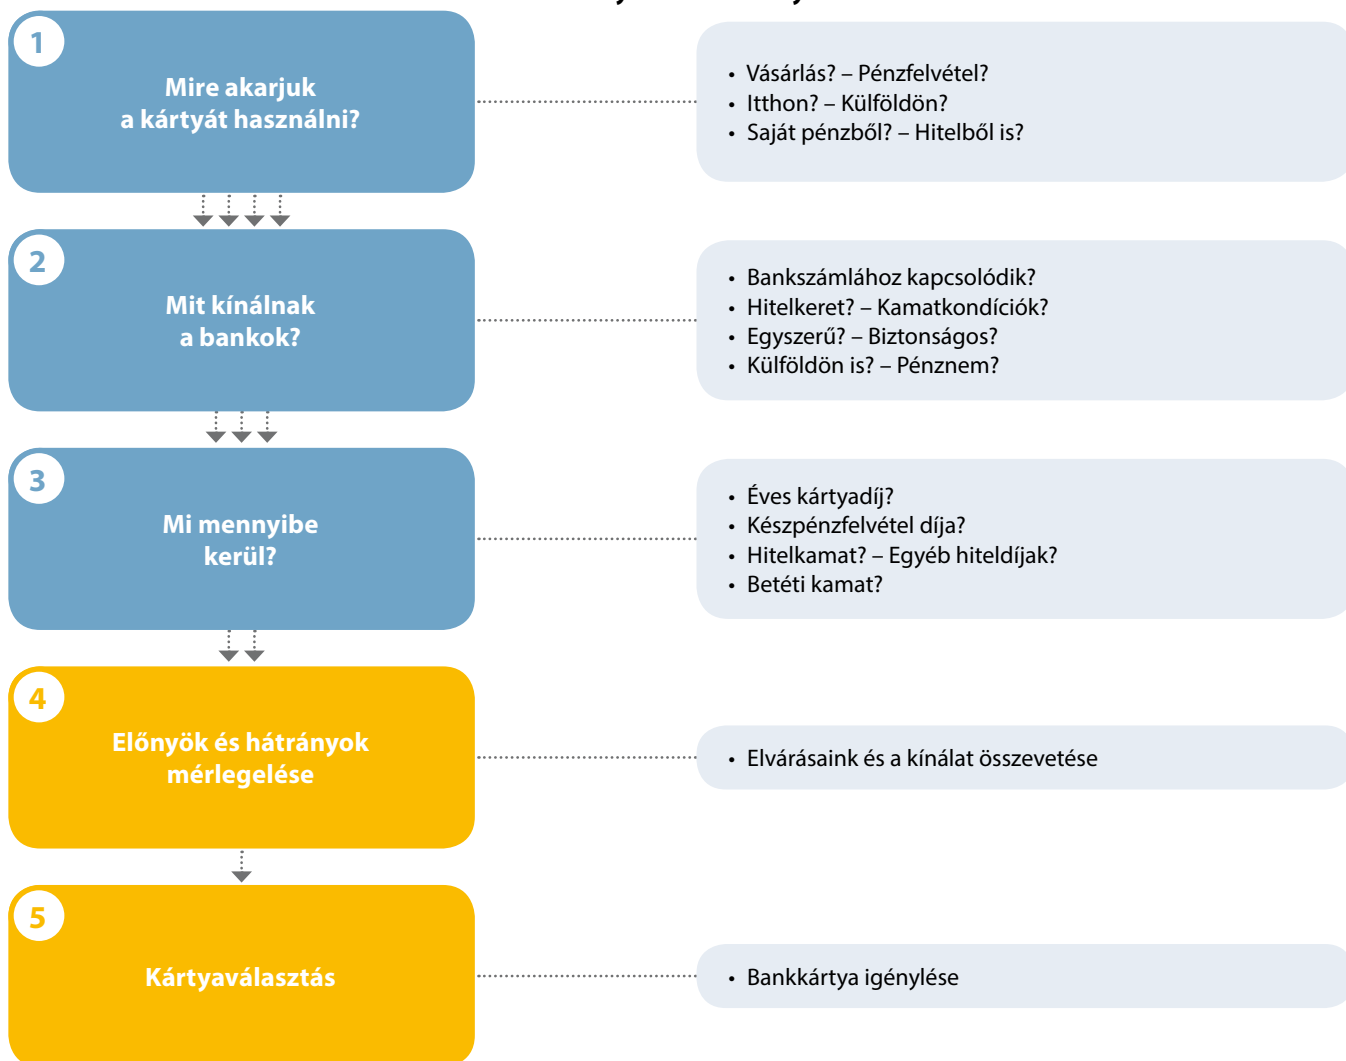 1
Mire akarjuk
a kártyát használni?
• Vásárlás? – Pénzfelvétel?
• Itthon? – Külföldön?
• Saját pénzből? – Hitelből is?
2
Mit kínálnak
a bankok?
• Bankszámlához kapcsolódik?
• Hitelkeret? – Kamatkondíciók?
• Egyszerű? – Biztonságos?
• Külföldön is? – Pénznem?
3
Mi mennyibe
kerül?
• Éves kártyadíj?
• Készpénzfelvétel díja?
• Hitelkamat? – Egyéb hiteldíjak?
• Betéti kamat?
4
Előnyök és hátrányok
mérlegelése
• Elvárásaink és a kínálat összevetése
5
Kártyaválasztás
• Bankkártya igénylése